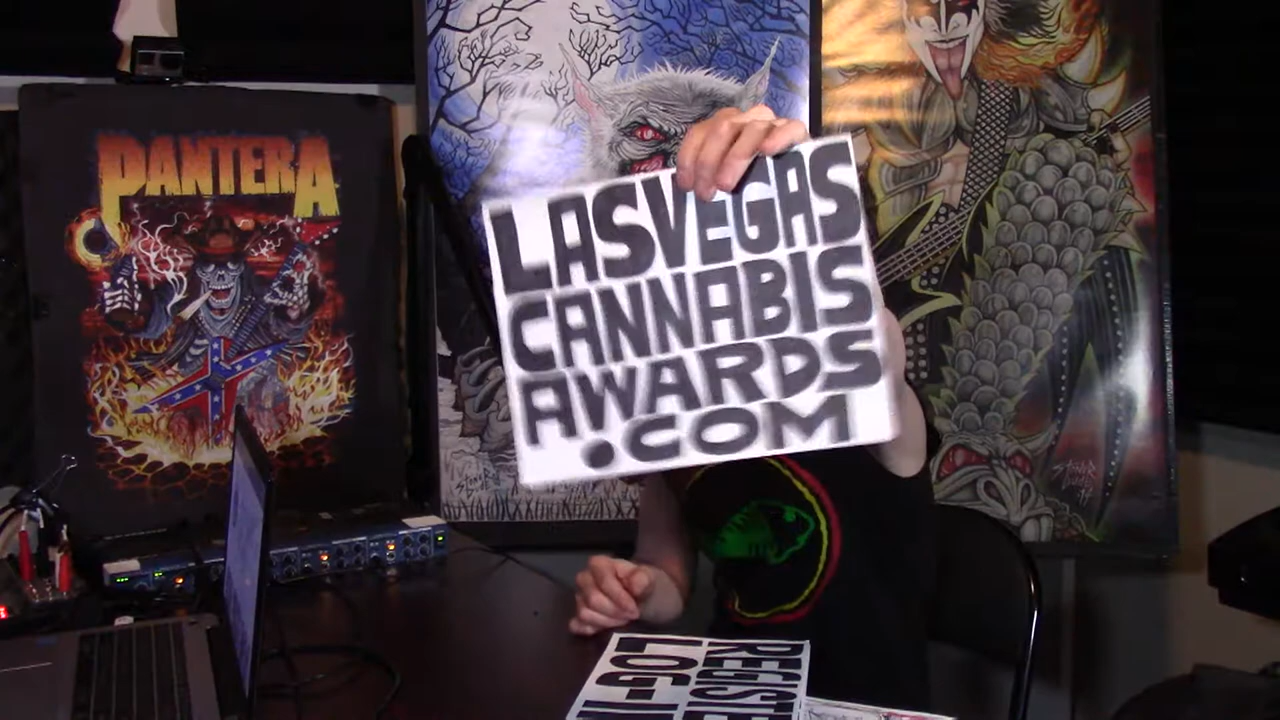 PANTERA
LASVEGAS
CANNABIS
AWARDS
.COM
REGISTE
LOG-I